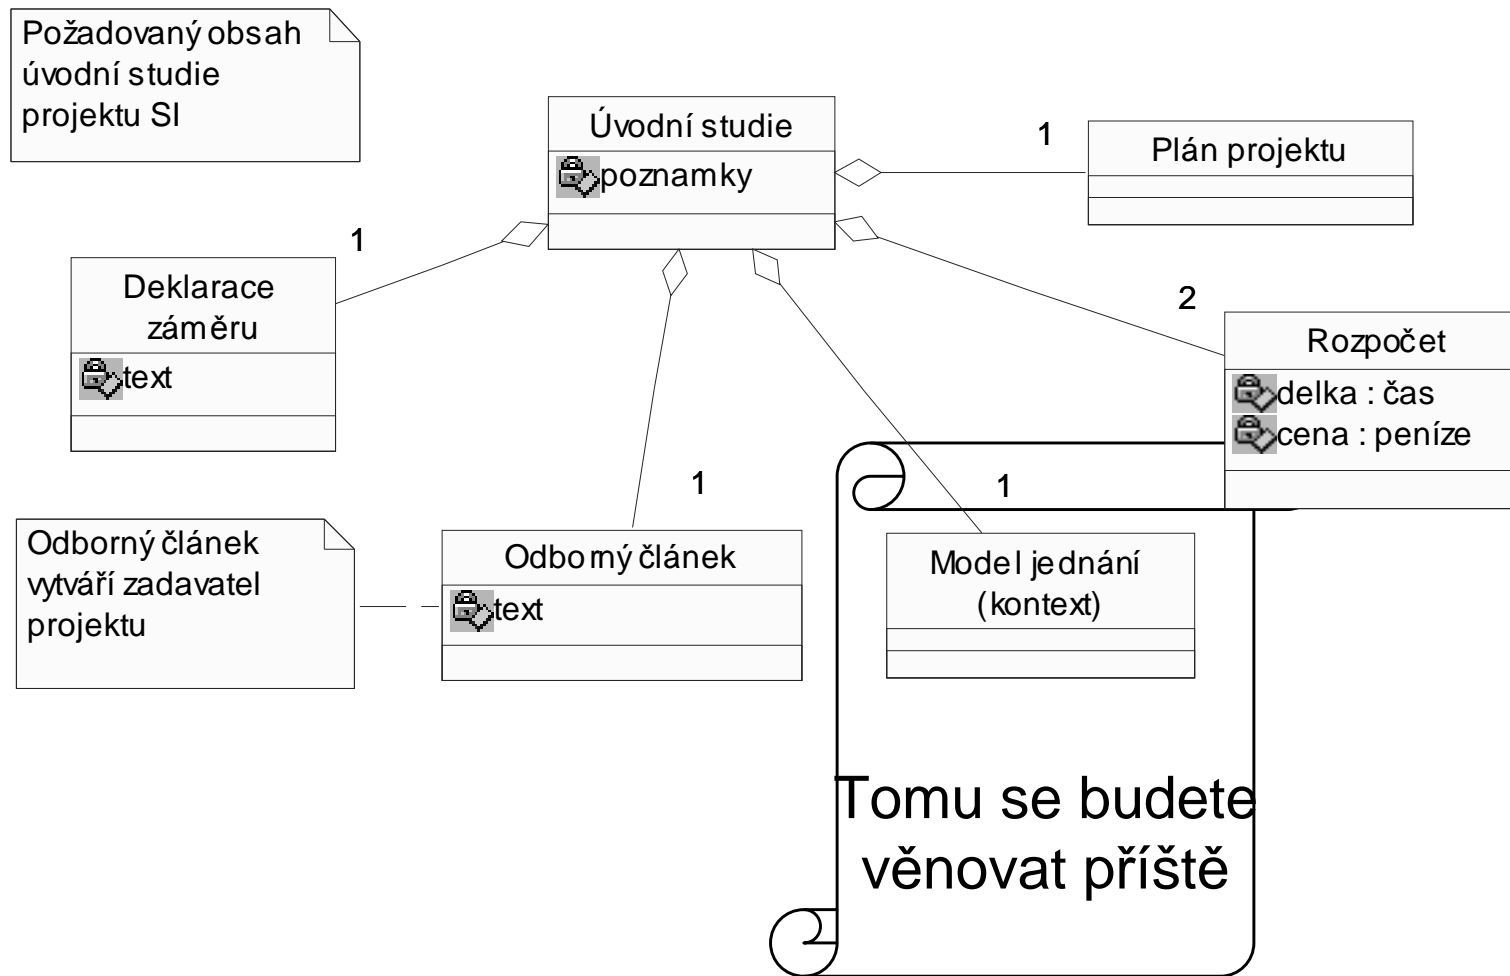 Požadovaný obsah
úvodní studie
projektu SI
Úvodní studie
poznamky
1
Plán projektu
1
Deklarace
záměru
text
2
Rozpočet
delka : čas
cena : peníze
1
Odborný článek
text
Odborný článek
vytváří zadavatel
projektu
1
Model jednání
(kontext)
Tomu se budete
věnovat příště